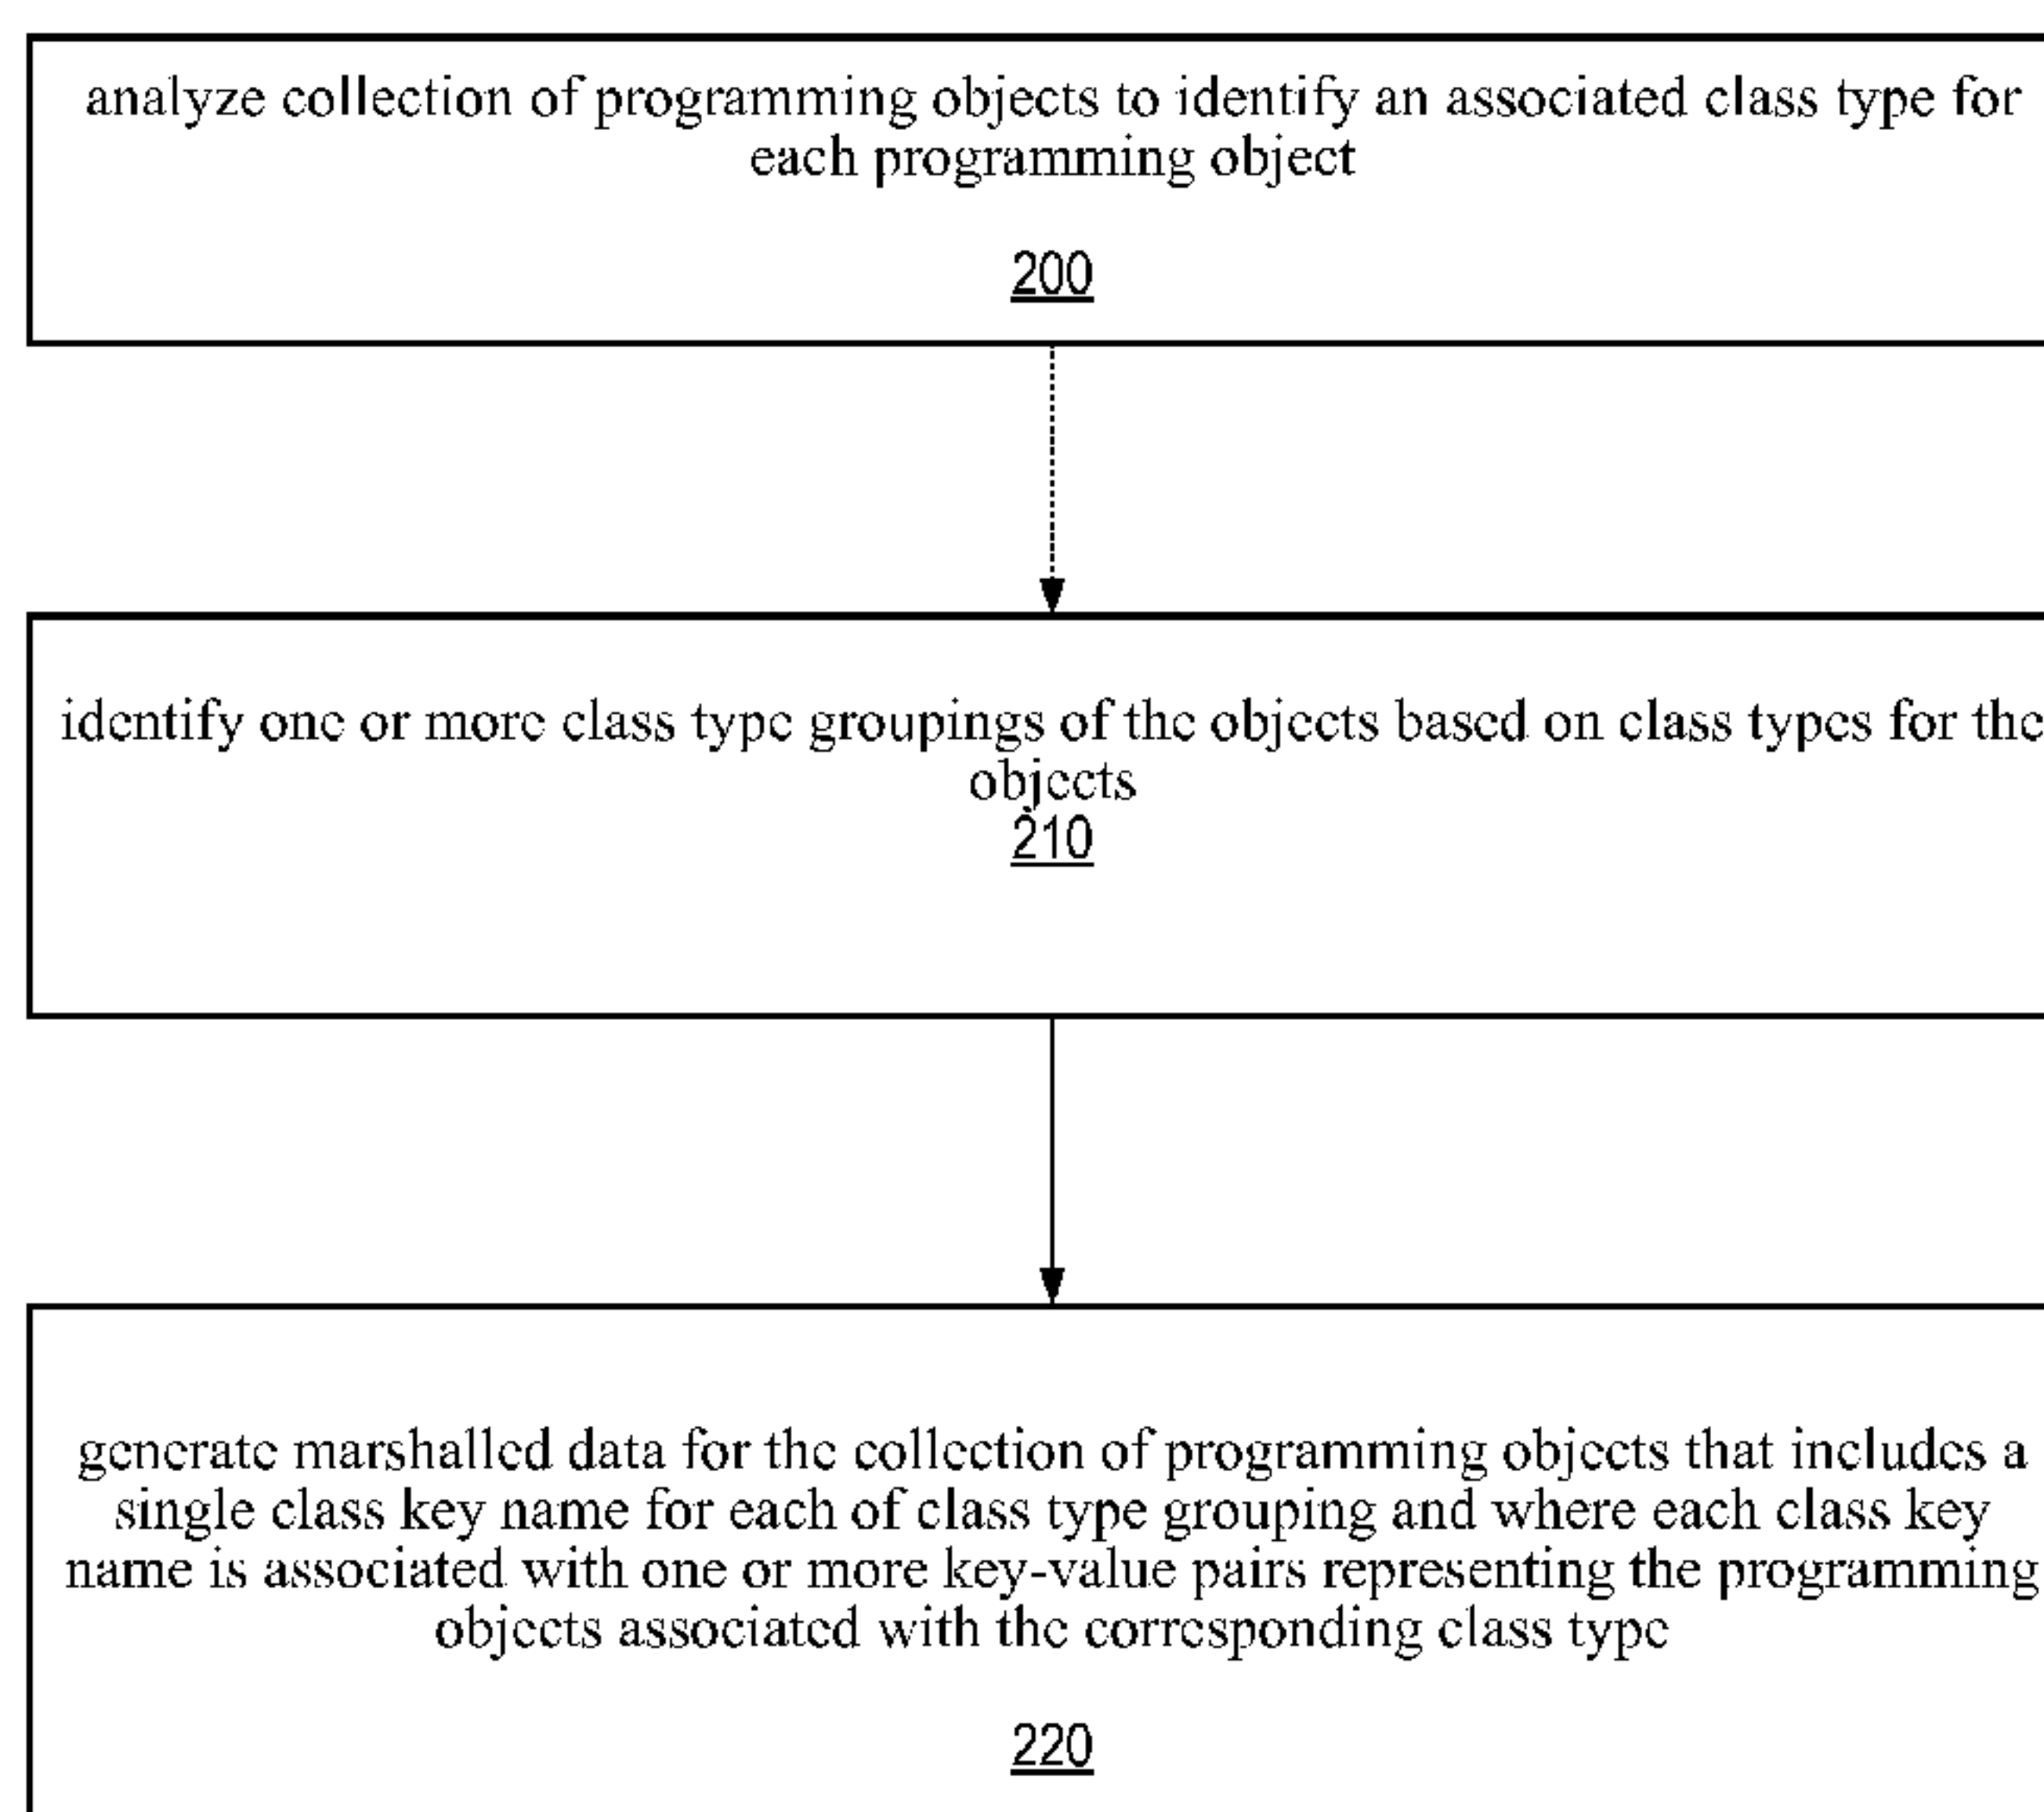 analyze collection of programming objects to identify an associated class type for
each programming object
200
identify one or more class type groupings of the objects based on class types for the
objects
210
generate marshalled data for the collection of programming objects that includes a
single class key name for each of class type grouping and where each class key
name is associated with one or more key-value pairs representing the programming
objects associated with the corresponding class type
220